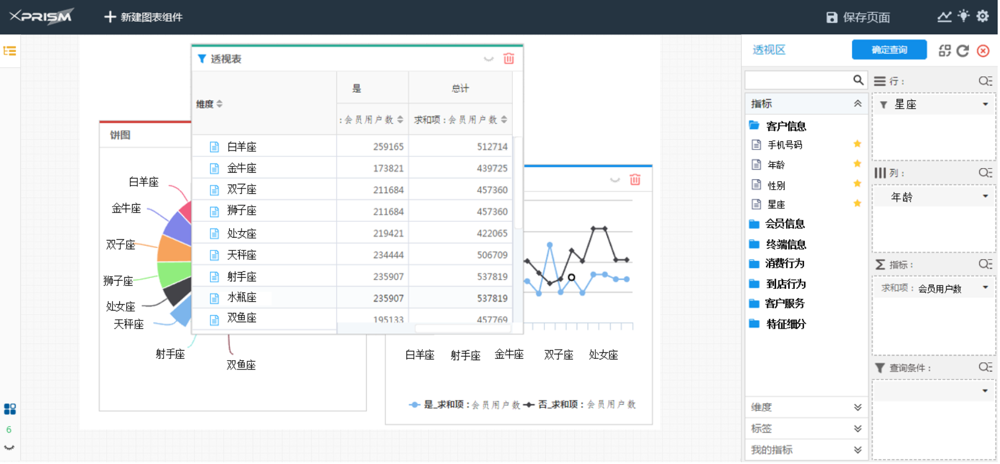 XPRISM
新建图表组件
保存页面
透视表
维度
是
总计
:会员用户数
求和项:会员用户数
白羊座 259165 512714
金牛座 173821 439725
双子座 211684 457360
狮子座 211684 457360
处女座 219421 422065
天秤座 234444 506709
射手座 235907 537819
水瓶座 235907 537819
双鱼座 195133 457769
饼图
白羊座
金牛座
双子座
狮子座
处女座
天秤座
射手座
双鱼座
白羊座
射手座
金牛座
双子座
处女座
是_求和项:会员用户数
否_求和项:会员用户数
6
透视区
确定查询
指标
客户信息
手机号码
年龄
性别
星座
会员信息
终端信息
消费行为
到店行为
客户服务
特征细分
维度
标签
我的指标
行:
星座
列:
年龄
指标:
求和项:会员用户数
查询条件: